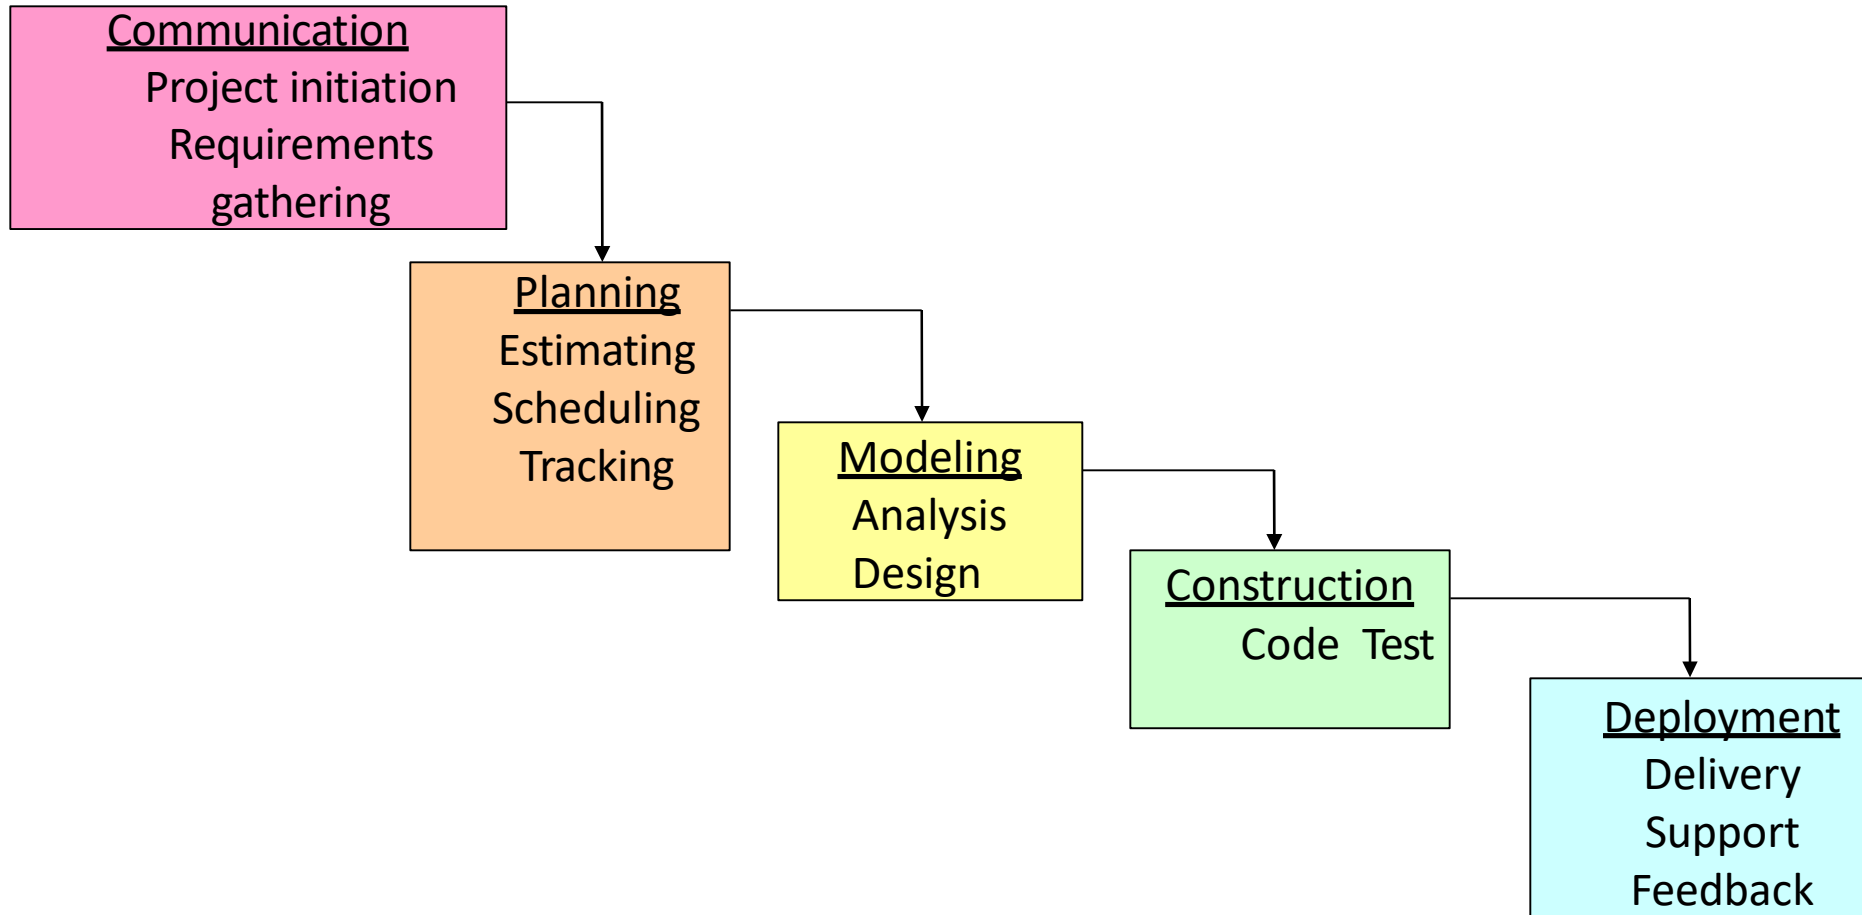 Communication
Project initiation
Requirements
gathering
Planning
Estimating
Scheduling
Tracking
Modeling
Analysis
Design
Construction
Code Test
Deployment
Delivery
Support
Feedback